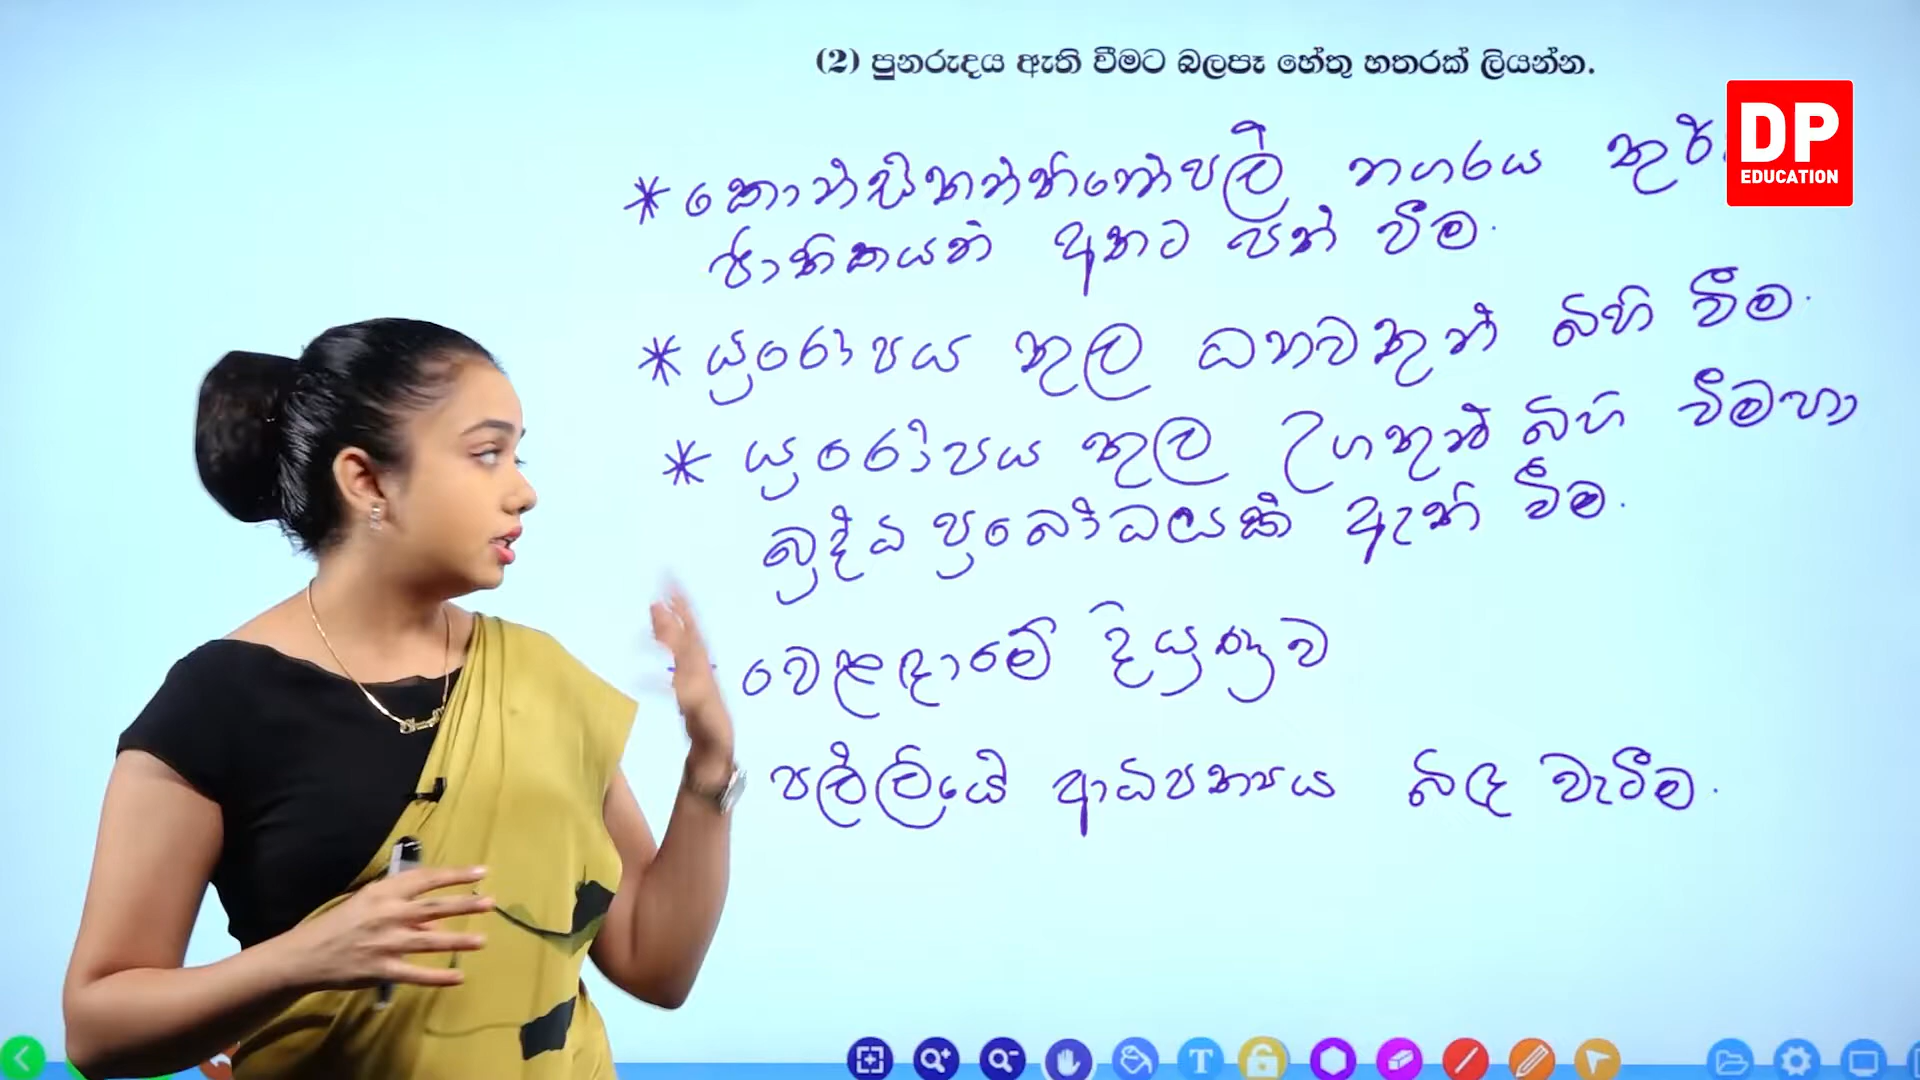 (2) පුනරුදය ඇති වීමට බලපෑ හේතු හතරක් ලියන්න.
DP
EDUCATION
* කොන්ස්තන්තිනෝපල් නගරය
ජාතිකයන් අතට පත් වීම.
* යුරෝපය තුල ධනවතුන් බිහි වීම.
* යුරෝපය තුල උගතුන් බිහි වීම හා
බුද්ධි ප්‍රබෝධයක් ඇති වීම.
වෙළඳාමේ දියුණුව
පල්ලියේ ආධිපත්‍යය බිඳ වැටීම.